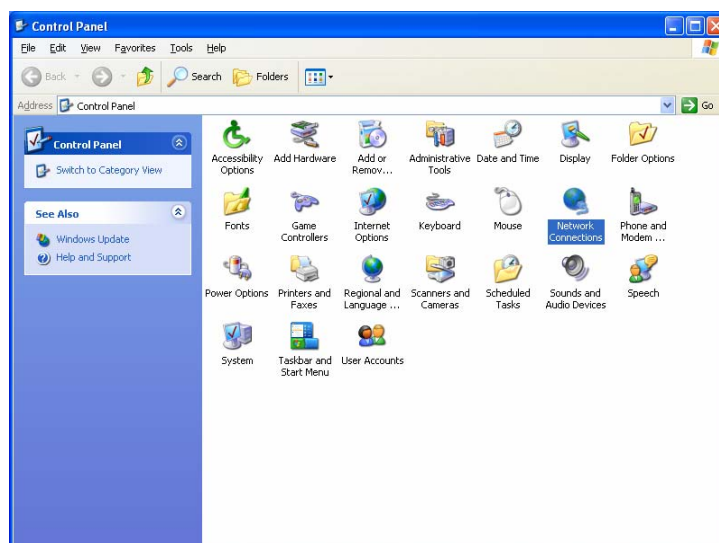 Control Panel
File Edit View Favorites Tools Help
Back Search Folders
Address Control Panel Go
Control Panel
Switch to Category View
See Also
Windows Update
Help and Support
Accessibility Options
Add Hardware
Add or Remov...
Administrative Tools
Date and Time
Display
Folder Options
Fonts
Game Controllers
Internet Options
Keyboard
Mouse
Network Connections
Phone and Modem ...
Power Options
Printers and Faxes
Regional and Language ...
Scanners and Cameras
Scheduled Tasks
Sounds and Audio Devices
Speech
System
Taskbar and Start Menu
User Accounts